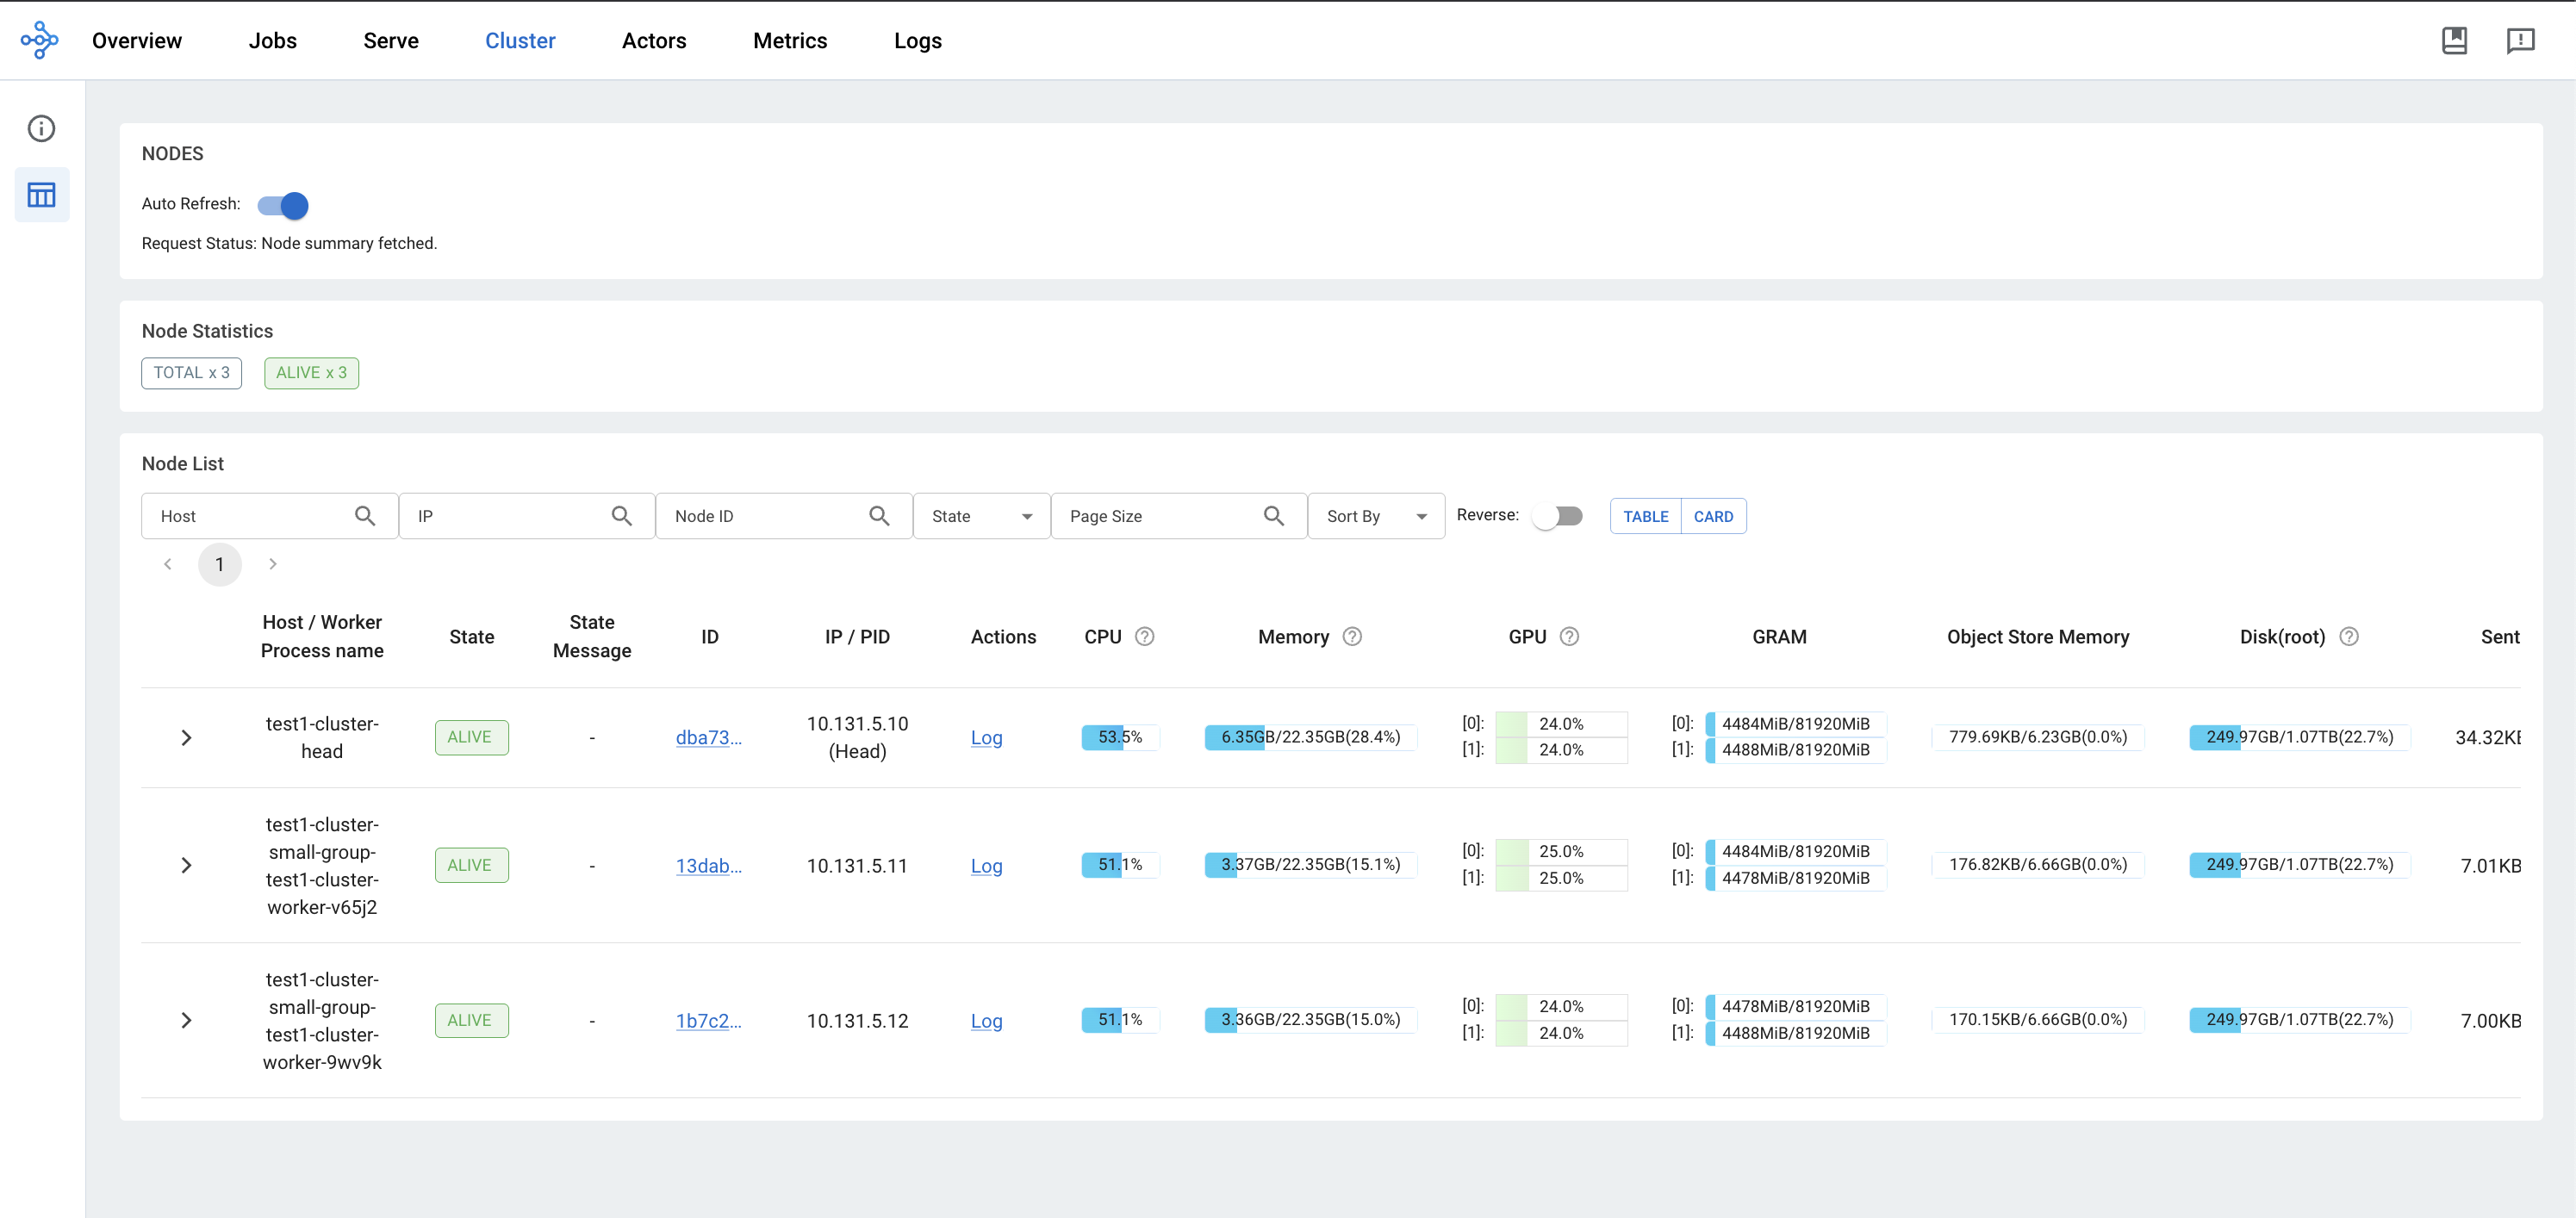 Overview Jobs Serve Cluster Actors Metrics Logs
NODES
Auto Refresh:
Request Status: Node summary fetched.
Node Statistics
TOTAL x 3 ALIVE x 3
Node List
Host IP Node ID State Page Size Sort By Reverse: TABLE CARD
1
Host / Worker Process name State State Message ID IP / PID Actions CPU Memory GPU GRAM Object Store Memory Disk(root) Sent
test1-cluster-
head
ALIVE
-
dba73...
10.131.5.10
(Head)
Log
53.5%
6.35GB/22.35GB(28.4%)
[0]: 24.0%
[1]: 24.0%
[0]: 4484MiB/81920MiB
[1]: 4488MiB/81920MiB
779.69KB/6.23GB(0.0%)
249.97GB/1.07TB(22.7%)
34.32KB
test1-cluster-
small-group-
test1-cluster-
worker-v65j2
ALIVE
-
13dab...
10.131.5.11
Log
51.1%
3.37GB/22.35GB(15.1%)
[0]: 25.0%
[1]: 25.0%
[0]: 4484MiB/81920MiB
[1]: 4478MiB/81920MiB
176.82KB/6.66GB(0.0%)
249.97GB/1.07TB(22.7%)
7.01KB
test1-cluster-
small-group-
test1-cluster-
worker-9wv9k
ALIVE
-
1b7c2...
10.131.5.12
Log
51.1%
3.36GB/22.35GB(15.0%)
[0]: 24.0%
[1]: 24.0%
[0]: 4478MiB/81920MiB
[1]: 4488MiB/81920MiB
170.15KB/6.66GB(0.0%)
249.97GB/1.07TB(22.7%)
7.00KB